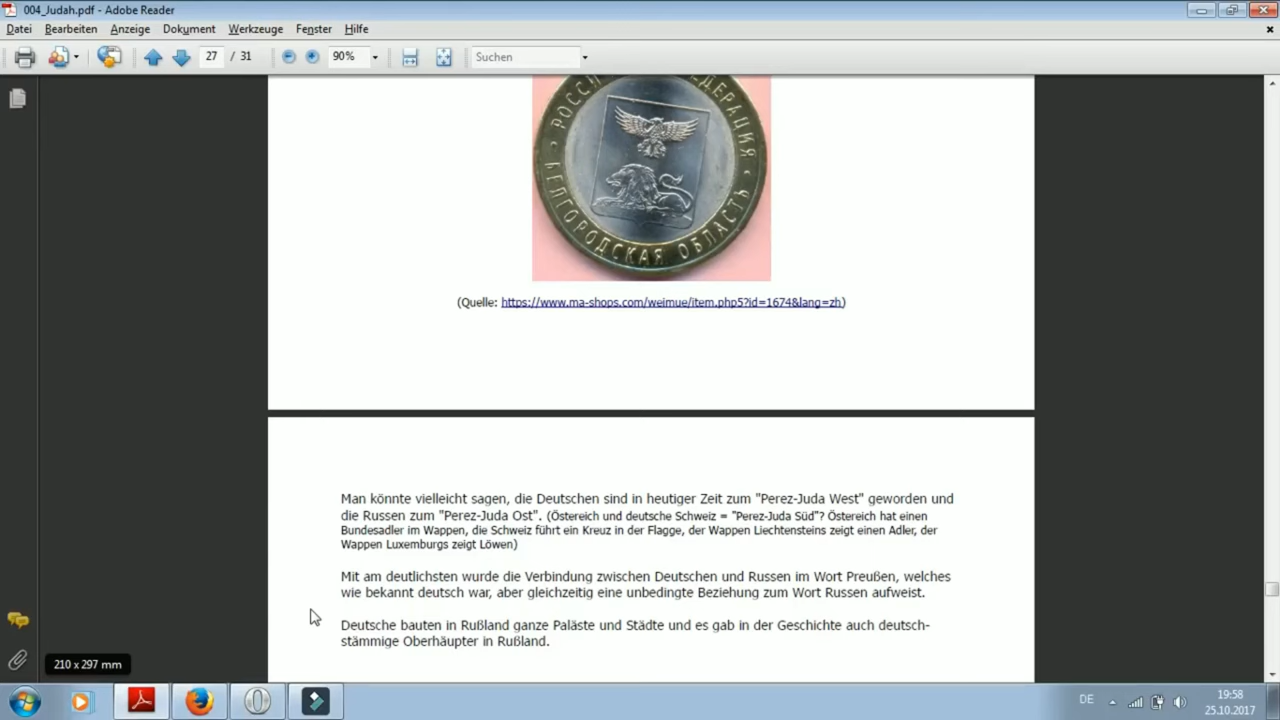 004_Judah.pdf - Adobe Reader
Datei Bearbeiten Anzeige Dokument Werkzeuge Fenster Hilfe
27 / 31 90% Suchen
РОССИ ФЕДЕРАЦИЯ
БЕЛГОРОДСКАЯ ОБЛАСТЬ
(Quelle: https://www.ma-shops.com/weimue/item.php5?id=1674&lang=zh)
Man könnte vielleicht sagen, die Deutschen sind in heutiger Zeit zum "Perez-Juda West" geworden und
die Russen zum "Perez-Juda Ost". (Östereich und deutsche Schweiz = "Perez-Juda Süd"? Östereich hat einen
Bundesadler im Wappen, die Schweiz führt ein Kreuz in der Flagge, der Wappen Liechtensteins zeigt einen Adler, der
Wappen Luxemburgs zeigt Löwen)
Mit am deutlichsten wurde die Verbindung zwischen Deutschen und Russen im Wort Preußen, welches
wie bekannt deutsch war, aber gleichzeitig eine unbedingte Beziehung zum Wort Russen aufweist.
Deutsche bauten in Rußland ganze Paläste und Städte und es gab in der Geschichte auch deutsch-
stämmige Oberhäupter in Rußland.
210 x 297 mm
DE
19:58
25.10.2017